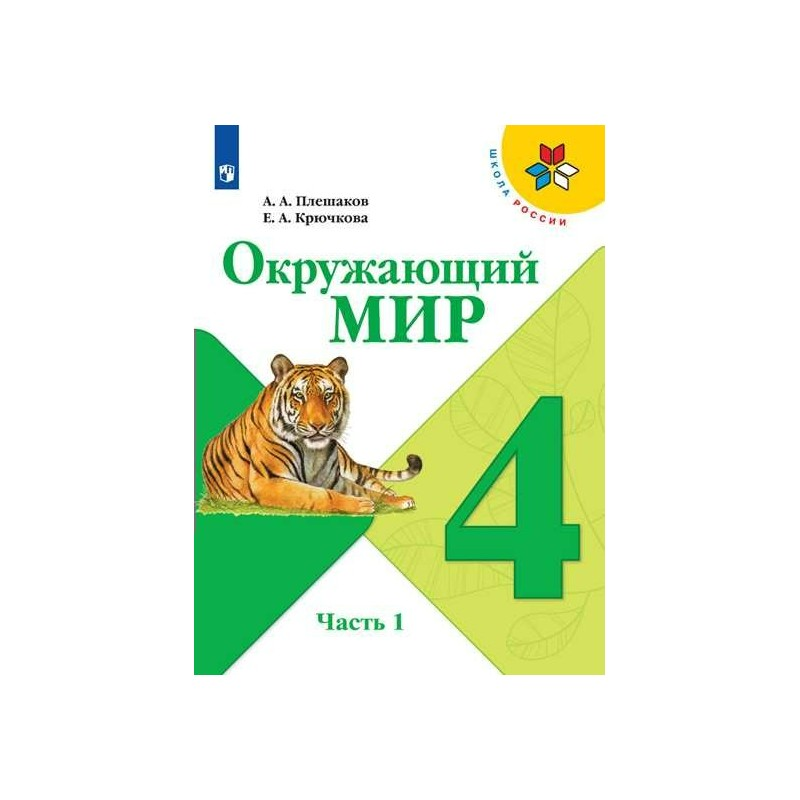 А. А. Плешаков
Е. А. Крючкова
ШКОЛА РОССИИ
Окружающий
МИР
4
Часть 1